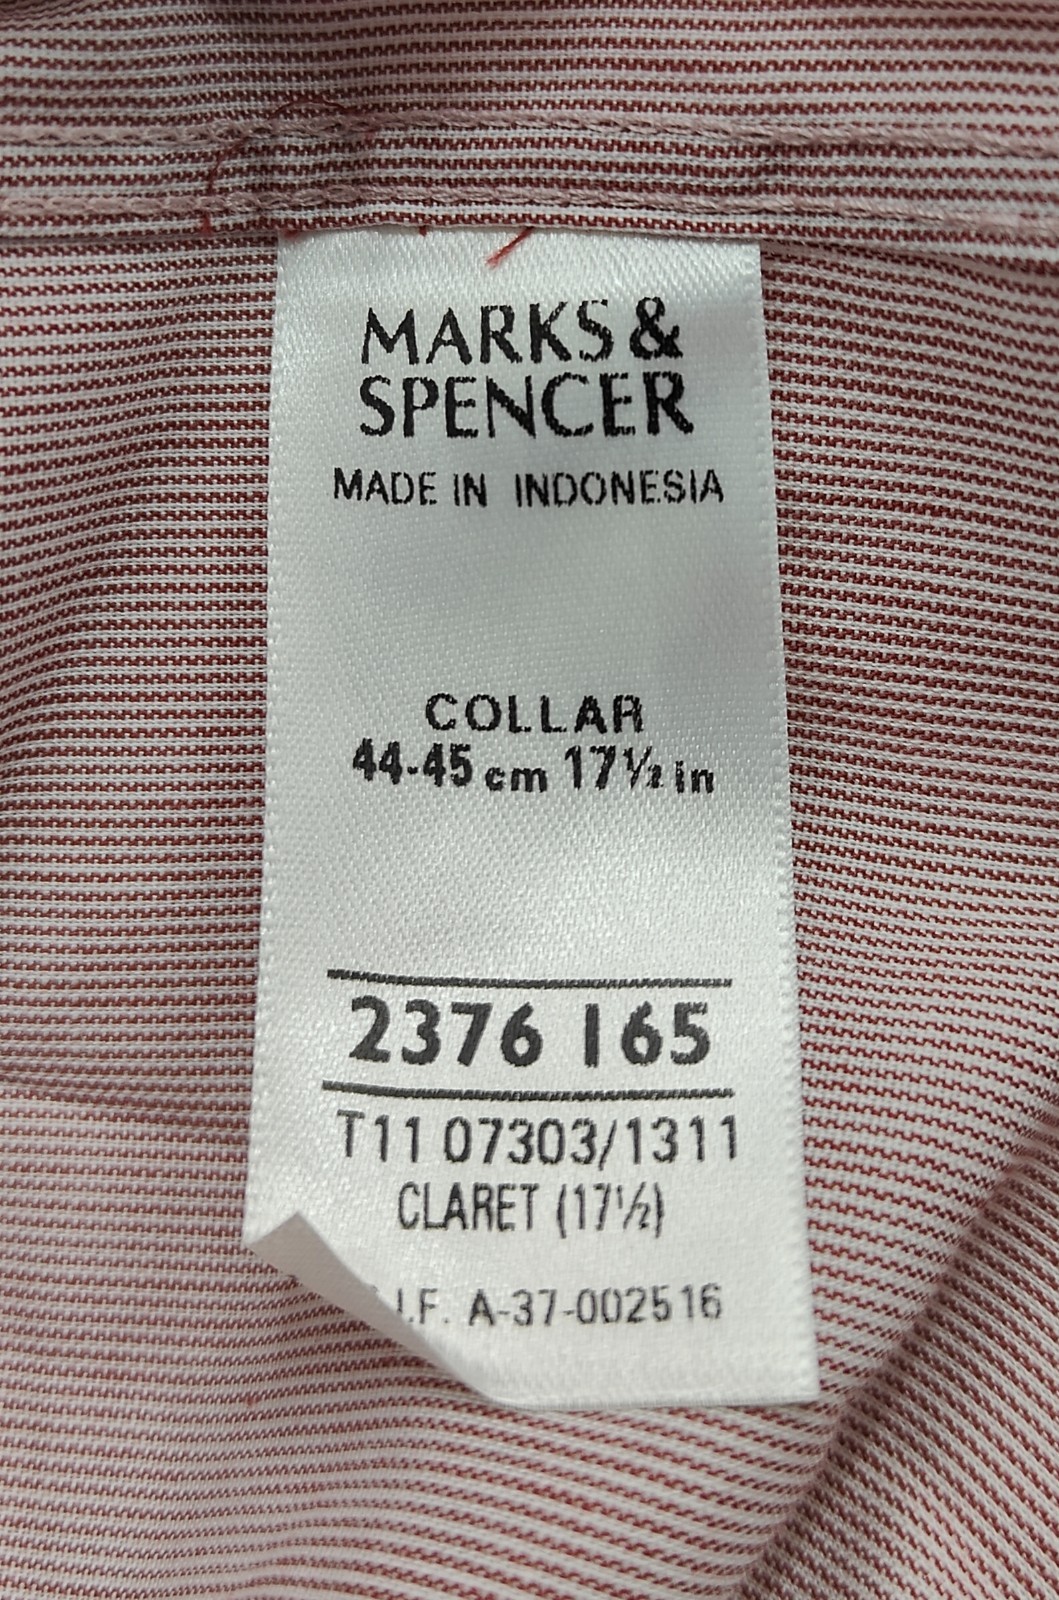 MARKS &
SPENCER
MADE IN INDONESIA
COLLAR
44-45 cm 17½ in
2376 165
T11 07303/1311
CLARET (17½)
.I.F. A-37-002516